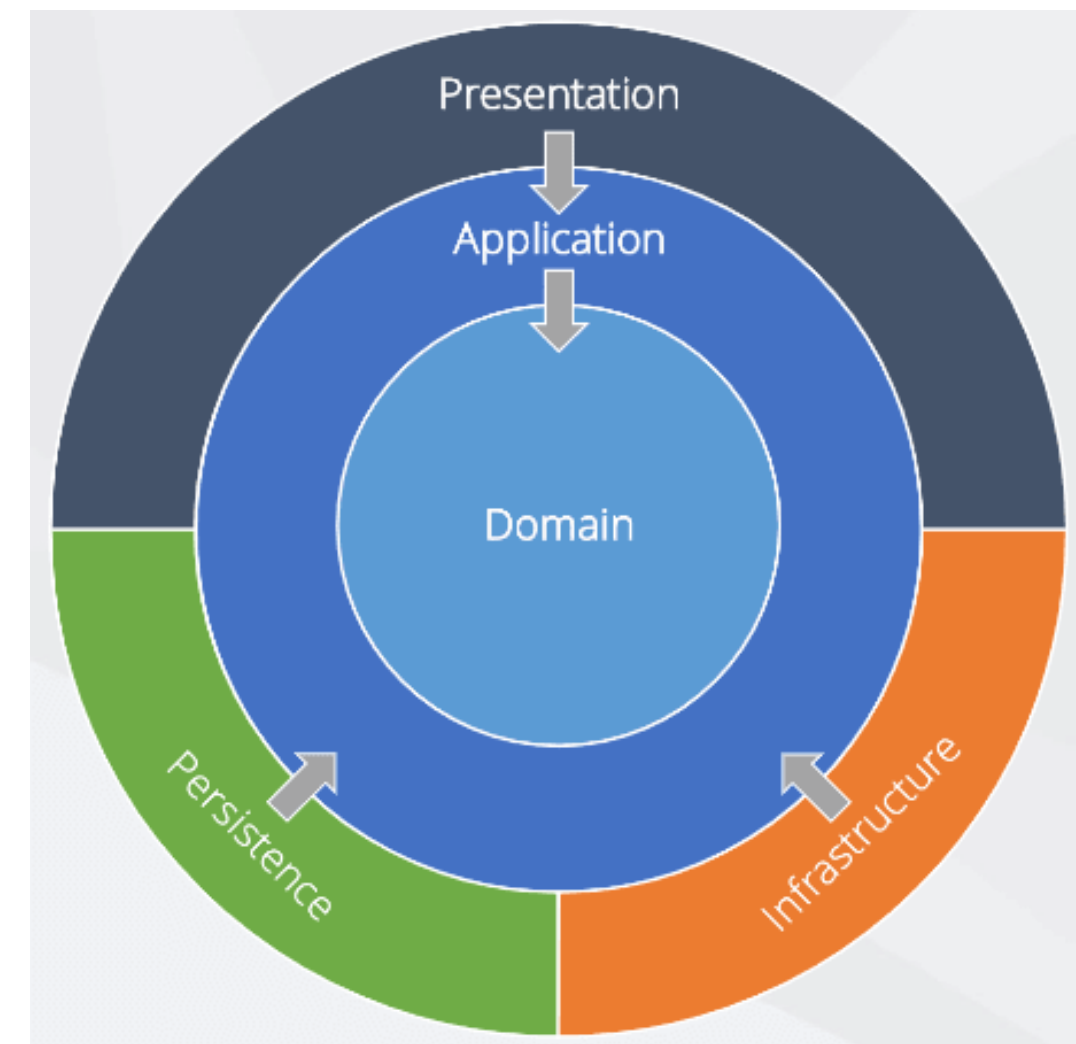 Presentation
Application
Domain
Persistence
Infrastructure